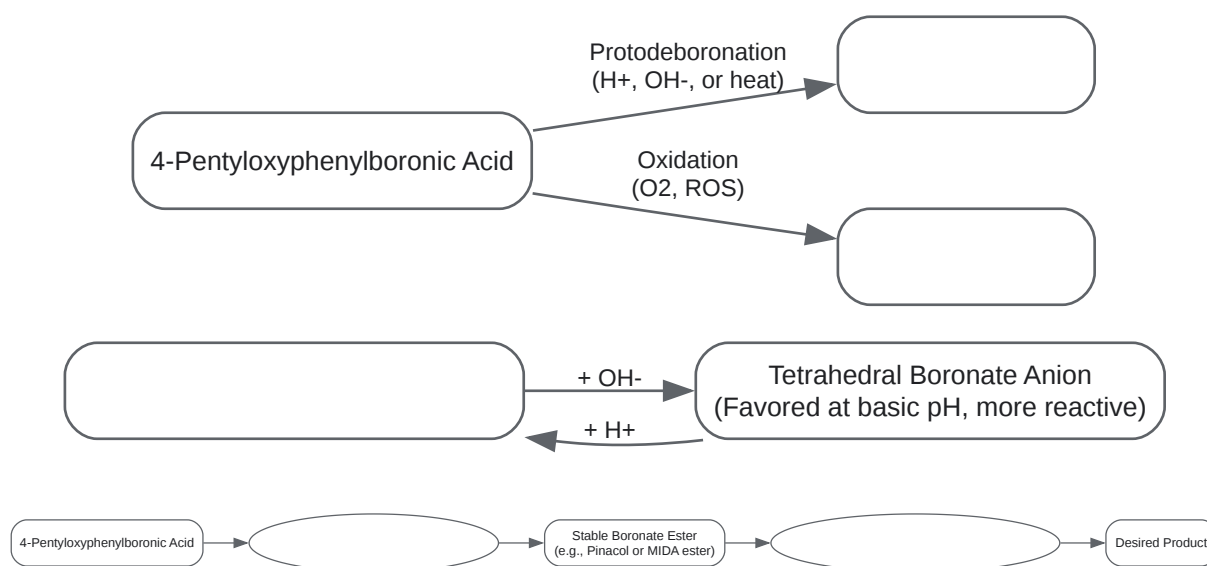 Protodeboronation
(H+, OH-, or heat)
4-Pentyloxyphenylboronic Acid
Oxidation
(O2, ROS)
+ OH-
Tetrahedral Boronate Anion
(Favored at basic pH, more reactive)
+ H+
4-Pentyloxyphenylboronic Acid
Stable Boronate Ester
(e.g., Pinacol or MIDA ester)
Desired Product